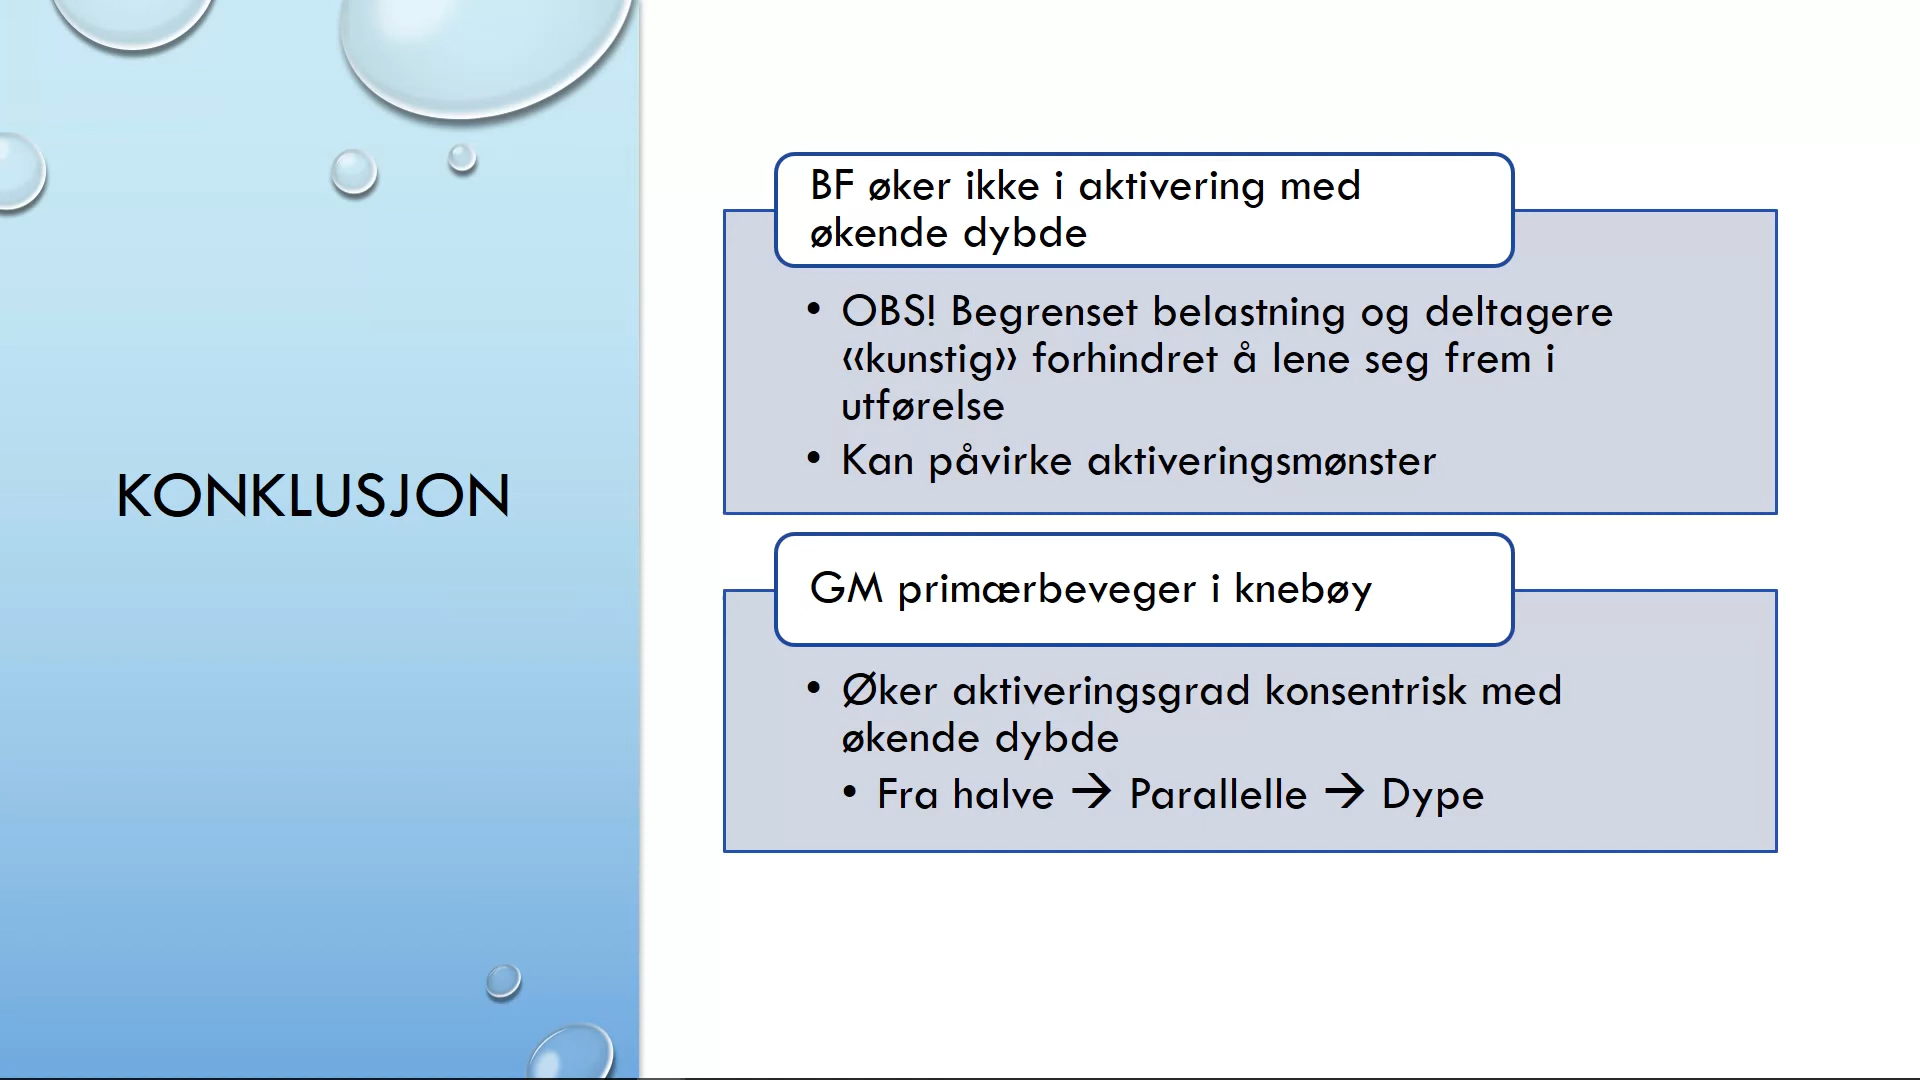 KONKLUSJON
BF øker ikke i aktivering med
økende dybde
• OBS! Begrenset belastning og deltagere
«kunstig» forhindret å lene seg frem i
utførelse
• Kan påvirke aktiveringsmønster
GM primærbeveger i knebøy
• Øker aktiveringsgrad konsentrisk med
økende dybde
• Fra halve → Parallelle → Dype